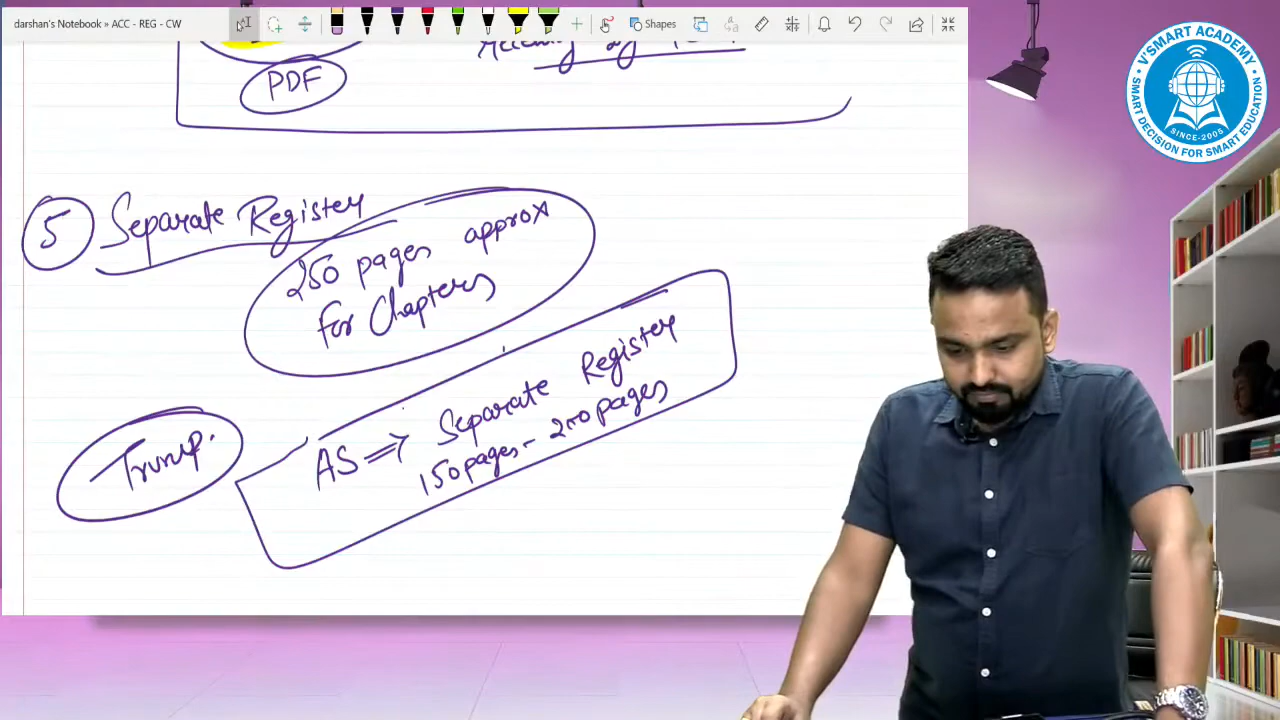 darshan's Notebook » ACC - REG - CW
Shapes
PDF
5 Separate Register
250 pages approx
for Chapters
AS => Separate Register
150 pages - 200 pages
V'SMART ACADEMY
SINCE-2005
SMART DECISION FOR SMART EDUCATION